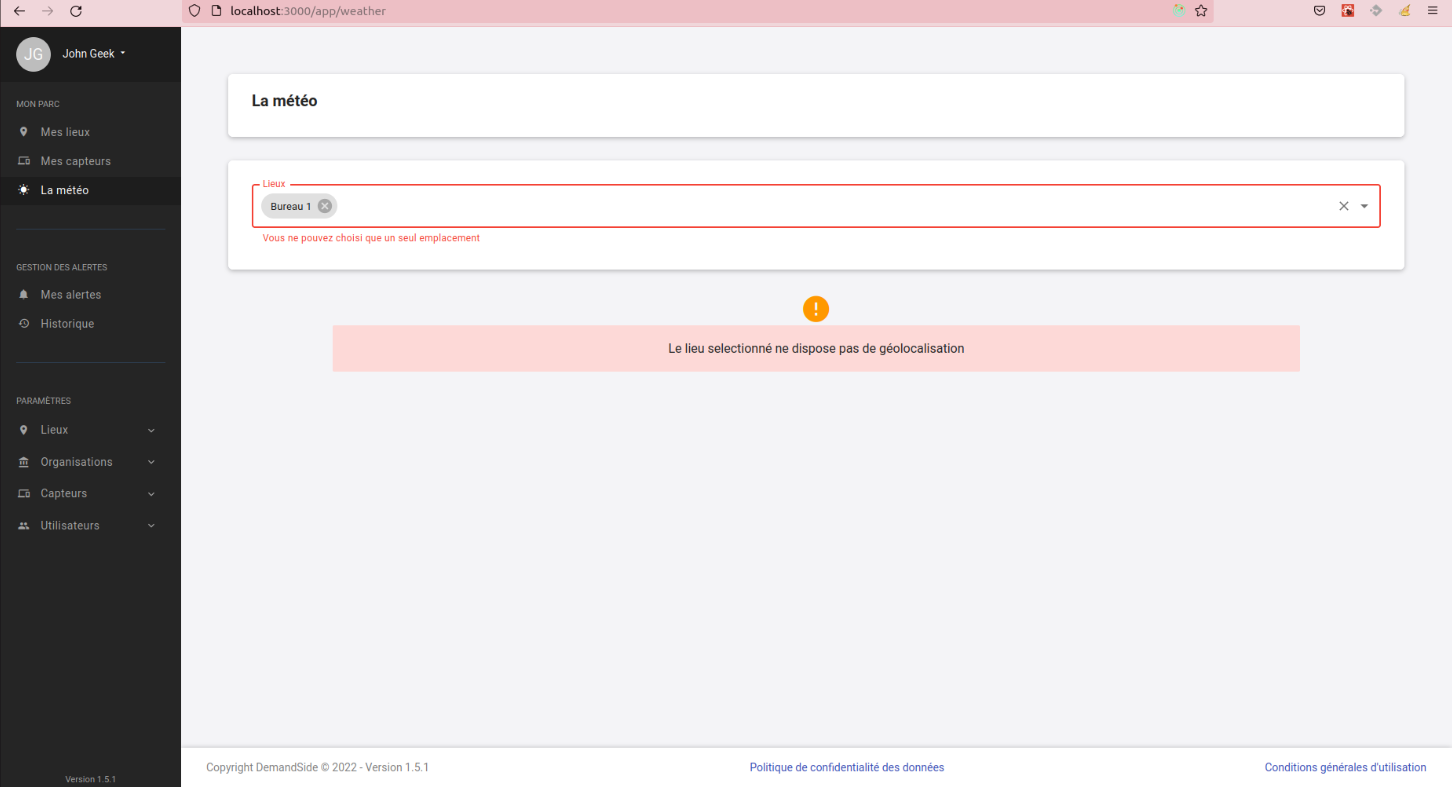 localhost:3000/app/weather
JG
John Geek
MON PARC
Mes lieux
Mes capteurs
La météo
GESTION DES ALERTES
Mes alertes
Historique
PARAMÈTRES
Lieux
Organisations
Capteurs
Utilisateurs
Version 1.5.1
La météo
Lieux
Bureau 1
Vous ne pouvez choisi que un seul emplacement
Le lieu selectionné ne dispose pas de géolocalisation
Copyright DemandSide © 2022 - Version 1.5.1
Politique de confidentialité des données
Conditions générales d'utilisation